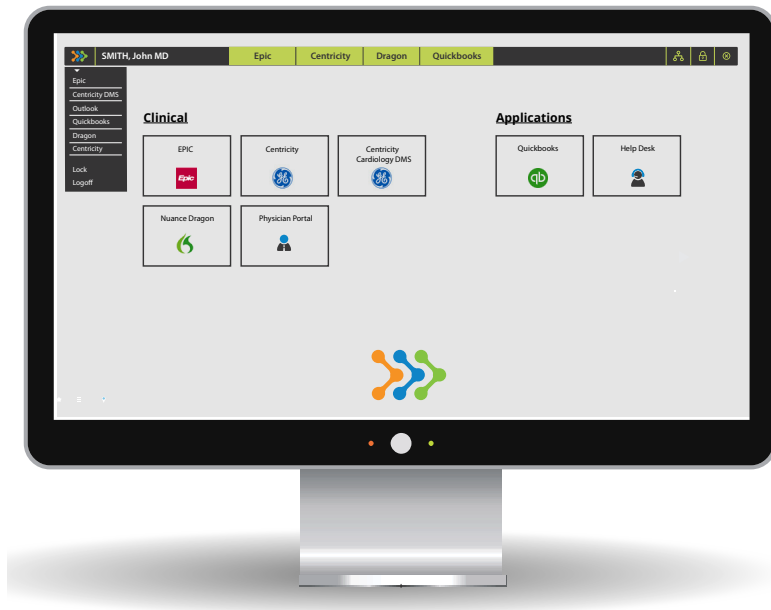 SMITH, John MD
Epic
Centricity
Dragon
Quickbooks
Epic
Centricity DMS
Outlook
Quickbooks
Dragon
Centricity
Lock
Logoff
Clinical
EPIC
Epic
Centricity
Centricity
Cardiology DMS
Nuance Dragon
Physician Portal
Applications
Quickbooks
qb
Help Desk